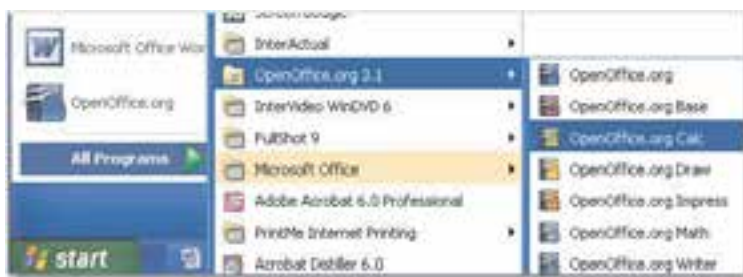 Microsoft Office Wor
OpenOffice.org
All Programs
start
InterActual
OpenOffice.org 3.1
InterVideo WinDVD 6
FullShot 9
Microsoft Office
Adobe Acrobat 6.0 Professional
PrintMe Internet Printing
Acrobat Distiller 6.0
OpenOffice.org
OpenOffice.org Base
OpenOffice.org Calc
OpenOffice.org Draw
OpenOffice.org Impress
OpenOffice.org Math
OpenOffice.org Writer